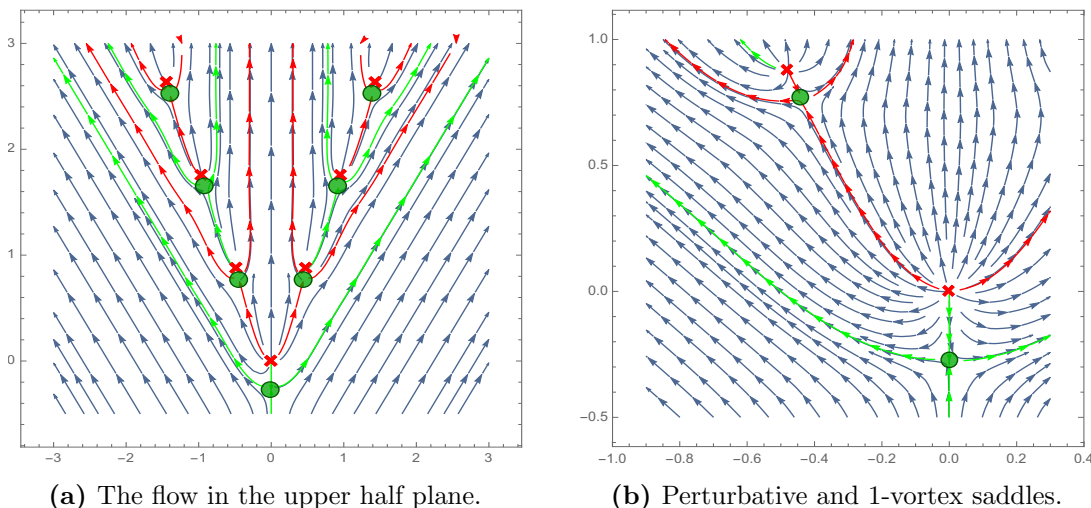 3
2
1
0
−3 −2 −1 0 1 2 3
1.0
0.5
0.0
−0.5
−1.0 −0.8 −0.6 −0.4 −0.2 0.0 0.2 0.4
(a) The flow in the upper half plane.
(b) Perturbative and 1-vortex saddles.